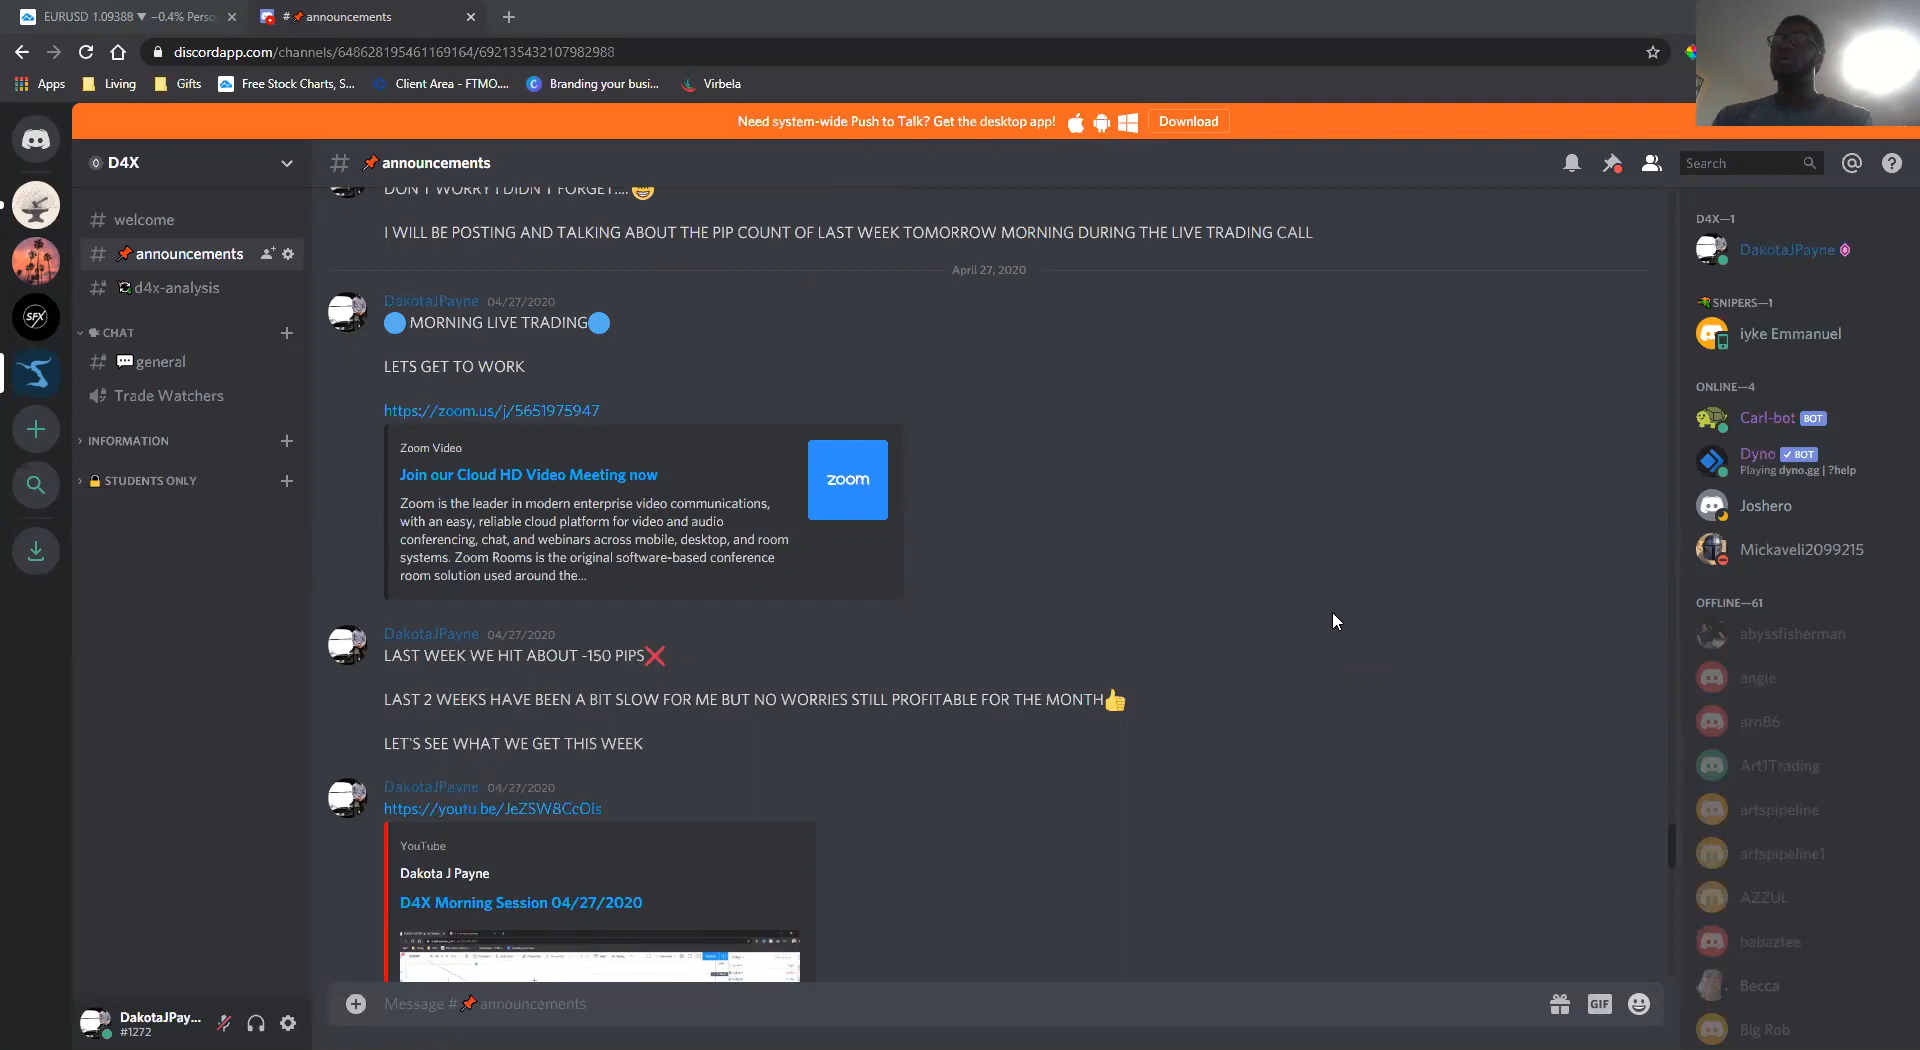 EURUSD 1.09388 ▼ −0.4% Perso
# 📌 announcements
discordapp.com/channels/648628195461169164/692135432107982988
Apps
Living
Gifts
Free Stock Charts, S...
Client Area - FTMO....
Branding your busi...
Virbela
Need system-wide Push to Talk? Get the desktop app!
Download
D4X
# 📌 announcements
Search
# welcome
# 📌 announcements
# d4x-analysis
CHAT
# 💬 general
Trade Watchers
INFORMATION
🔒 STUDENTS ONLY
SFX
DakotaJPay...
#1272
DON'T WORRY I DIDN'T FORGET....
I WILL BE POSTING AND TALKING ABOUT THE PIP COUNT OF LAST WEEK TOMORROW MORNING DURING THE LIVE TRADING CALL
April 27, 2020
DakotaJPayne 04/27/2020
🔵 MORNING LIVE TRADING 🔵
LETS GET TO WORK
https://zoom.us/j/5651975947
Zoom Video
Join our Cloud HD Video Meeting now
Zoom is the leader in modern enterprise video communications,
with an easy, reliable cloud platform for video and audio
conferencing, chat, and webinars across mobile, desktop, and room
systems. Zoom Rooms is the original software-based conference
room solution used around the...
zoom
DakotaJPayne 04/27/2020
LAST WEEK WE HIT ABOUT -150 PIPS❌
LAST 2 WEEKS HAVE BEEN A BIT SLOW FOR ME BUT NO WORRIES STILL PROFITABLE FOR THE MONTH👍
LET'S SEE WHAT WE GET THIS WEEK
DakotaJPayne 04/27/2020
https://youtu.be/JeZSW8CcOis
YouTube
Dakota J Payne
D4X Morning Session 04/27/2020
Message # 📌 announcements
GIF
D4X—1
DakotaJPayne
SNIPERS—1
iyke Emmanuel
ONLINE—4
Carl-bot BOT
Dyno ✓ BOT
Playing dyno.gg | ?help
Joshero
Mickaveli2099215
OFFLINE—61
abyssfisherman
angie
arn86
Art1Trading
artspipeline
artspipeline1
AZZUL
babaztee
Becca
Big Rob